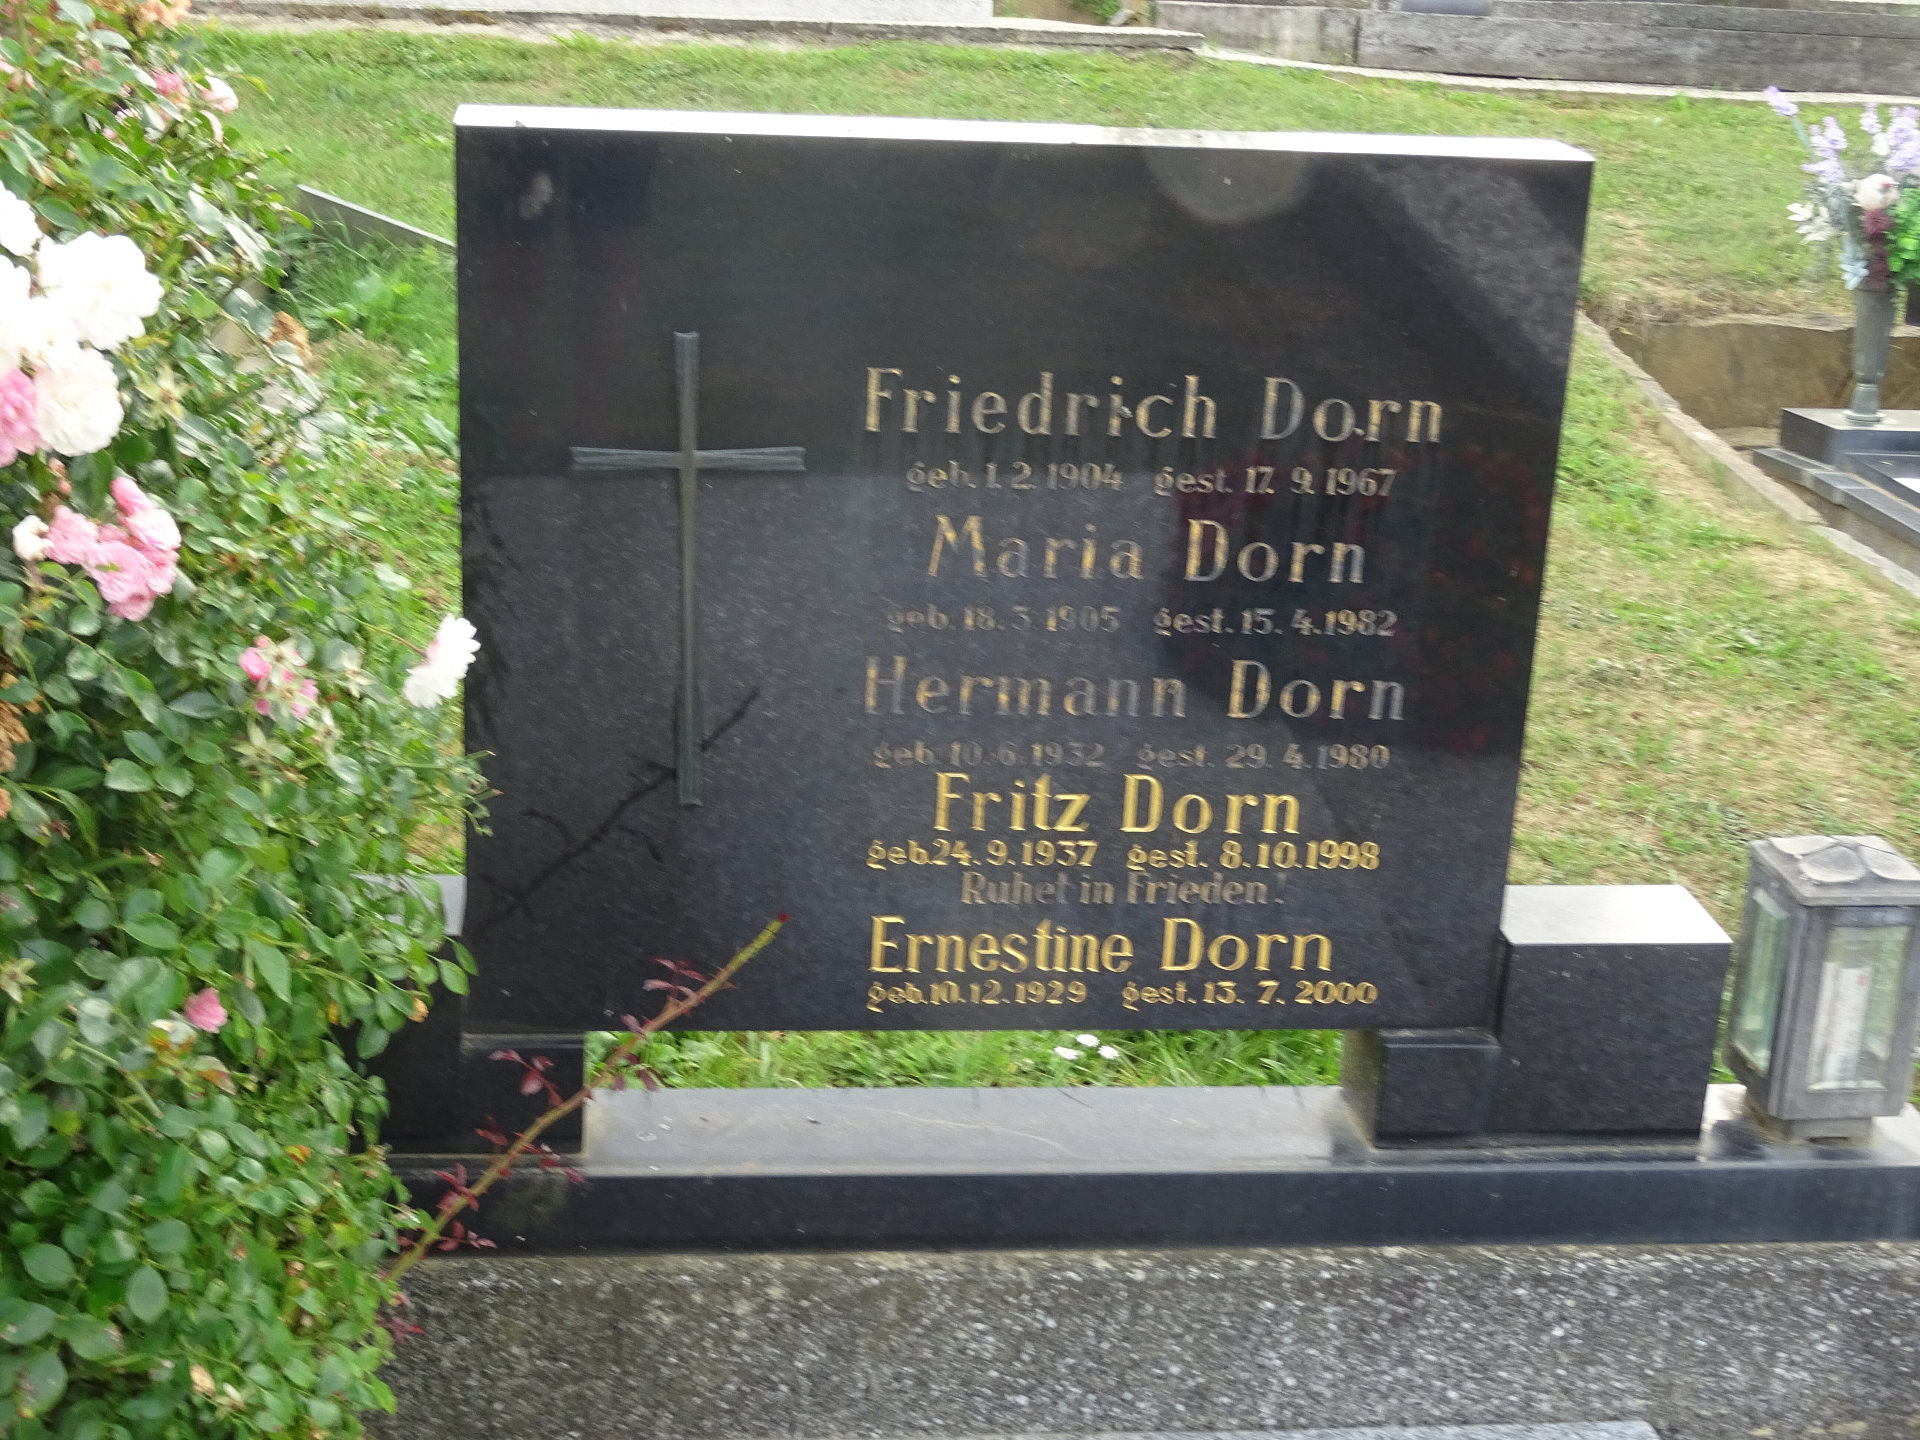 Friedrich Dorn
geb. 1. 2. 1904 gest. 17. 9. 1967
Maria Dorn
geb. 18. 3. 1905 gest. 15. 4. 1982
Hermann Dorn
geb. 10. 6. 1932 gest. 29. 4. 1980
Fritz Dorn
geb. 24. 9. 1937 gest. 8. 10. 1998
Ruhet in Frieden!
Ernestine Dorn
geb. 10. 12. 1929 gest. 13. 7. 2000